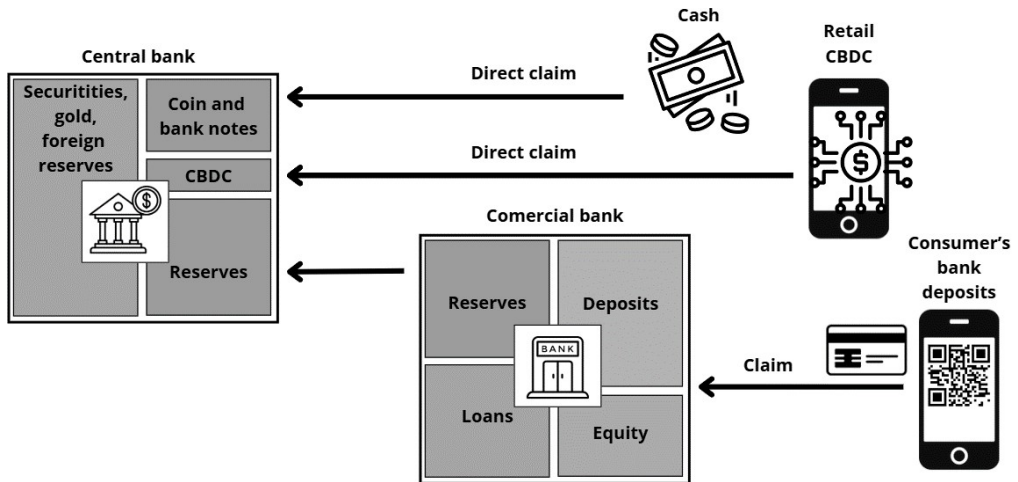 Cash
Retail
CBDC
Central bank
Securitities,
gold,
foreign
reserves
Coin and
bank notes
CBDC
Reserves
Direct claim
Direct claim
Comercial bank
Reserves
Deposits
BANK
Loans
Equity
Claim
Consumer’s
bank
deposits
$
$